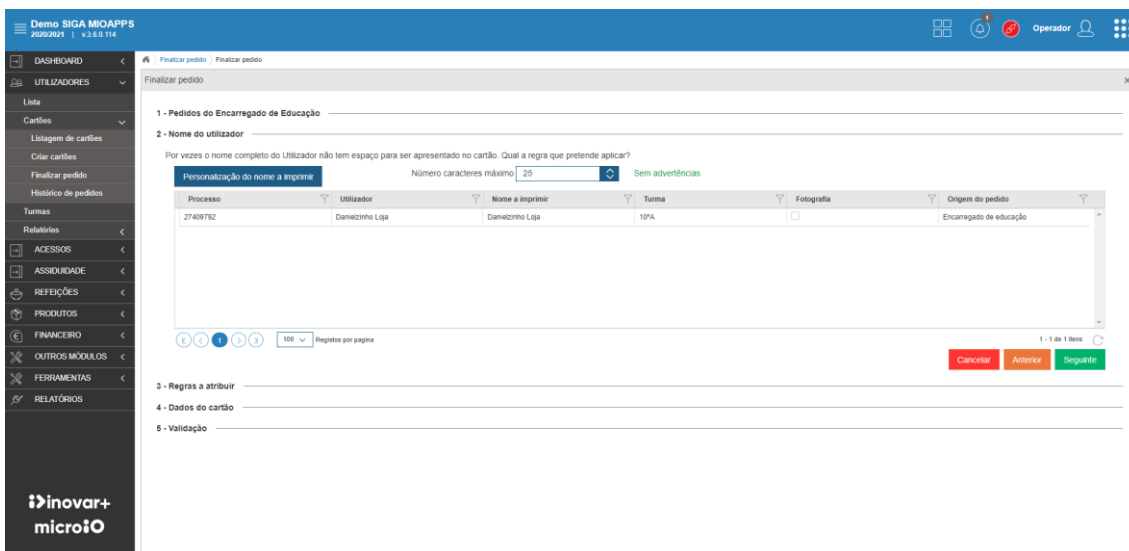 Demo SIGA MIOAPPS
2020/2021 | v.3.6.0.114
1
Operador
DASHBOARD
UTILIZADORES
Lista
Cartões
Listagem de cartões
Criar cartões
Finalizar pedido
Histórico de pedidos
Turmas
Relatórios
ACESSOS
ASSIDUIDADE
REFEIÇÕES
PRODUTOS
FINANCEIRO
OUTROS MÓDULOS
FERRAMENTAS
RELATÓRIOS
inovar+
microiO
Finalizar pedido Finalizar pedido
Finalizar pedido
1 - Pedidos do Encarregado de Educação
2 - Nome do utilizador
Por vezes o nome completo do Utilizador não tem espaço para ser apresentado no cartão. Qual a regra que pretende aplicar?
Personalização do nome a imprimir Número caracteres máximo 25 Sem advertências
Processo Utilizador Nome a imprimir Turma Fotografia Origem do pedido
27409792 Danielzinho Loja Danielzinho Loja 10ºA Encarregado de educação
1 100 Registos por pagina 1 - 1 de 1 itens
Cancelar Anterior Seguinte
3 - Regras a atribuir
4 - Dados do cartão
5 - Validação